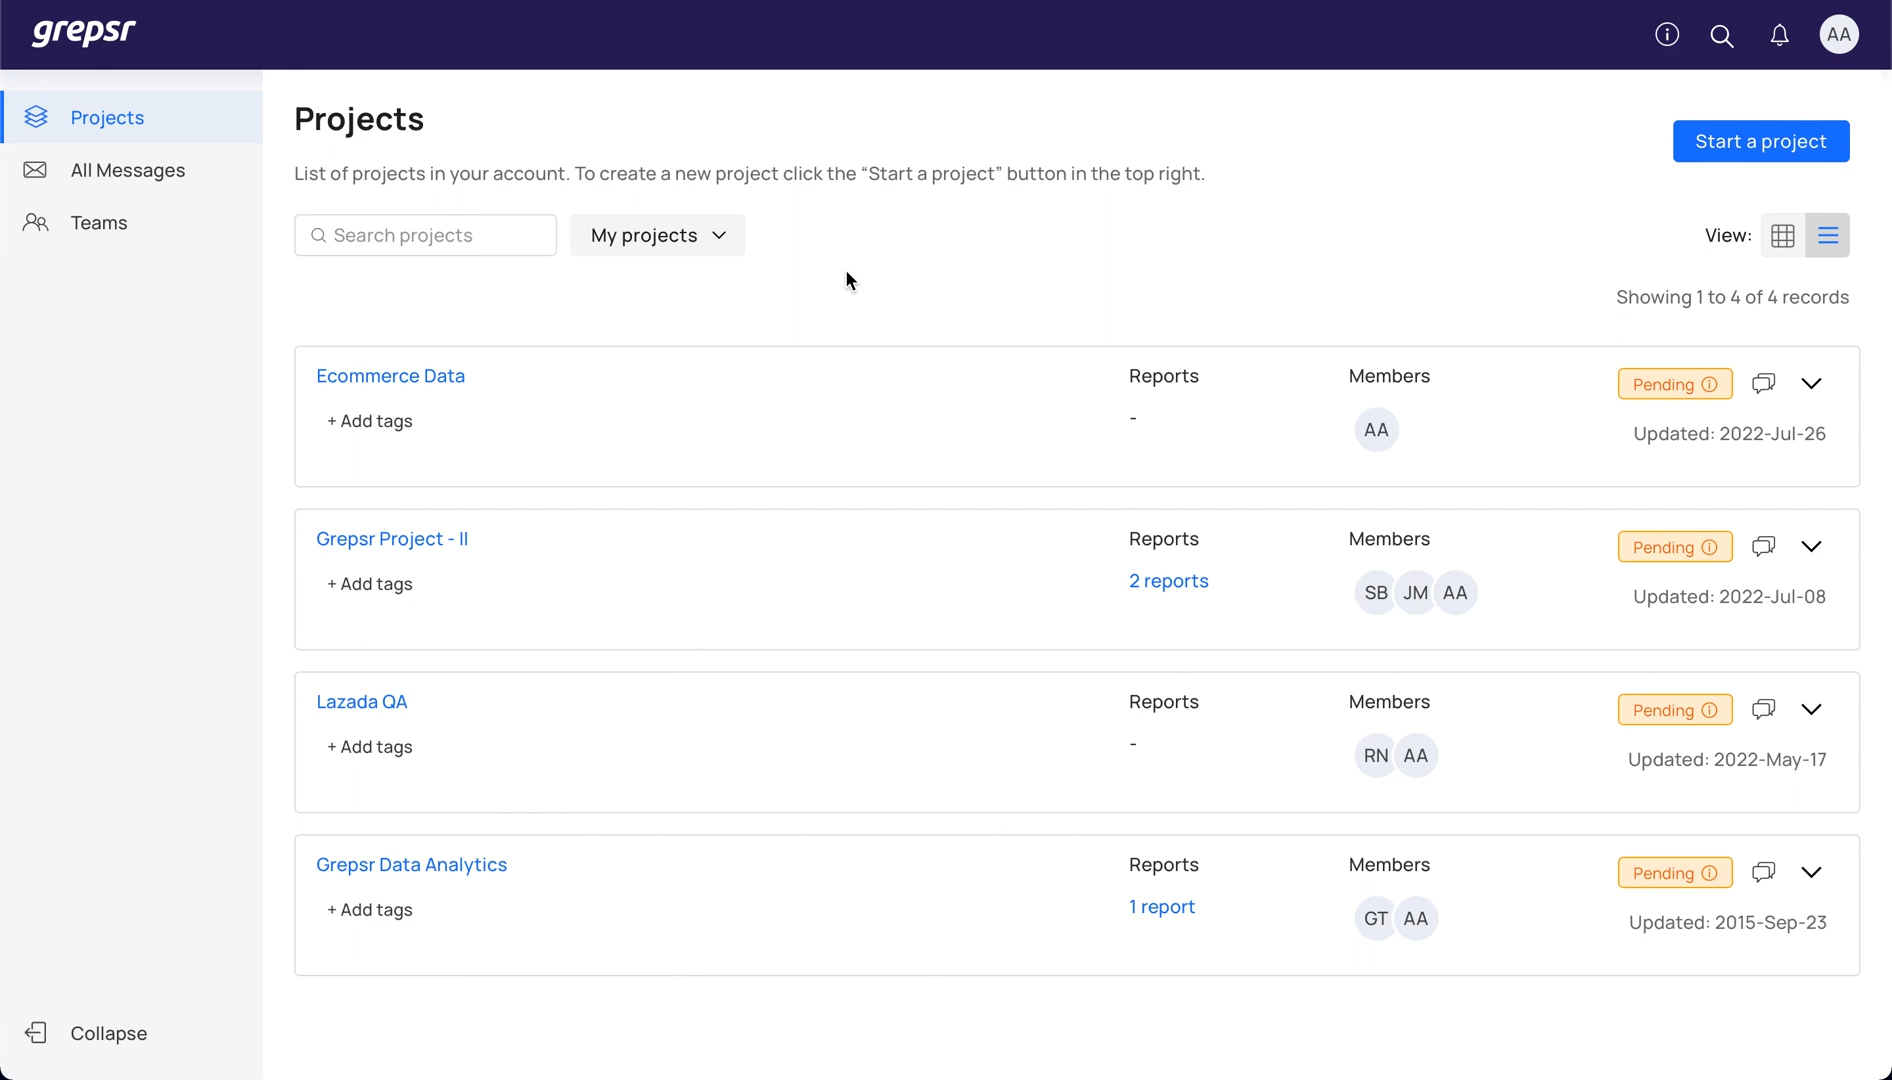 grepsr
AA
Projects
All Messages
Teams
Collapse
Projects
Start a project
List of projects in your account. To create a new project click the “Start a project” button in the top right.
Search projects
My projects
View:
Showing 1 to 4 of 4 records
Ecommerce Data
+ Add tags
Reports
-
Members
AA
Pending
Updated: 2022-Jul-26
Grepsr Project - II
+ Add tags
Reports
2 reports
Members
SB JM AA
Pending
Updated: 2022-Jul-08
Lazada QA
+ Add tags
Reports
-
Members
RN AA
Pending
Updated: 2022-May-17
Grepsr Data Analytics
+ Add tags
Reports
1 report
Members
GT AA
Pending
Updated: 2015-Sep-23